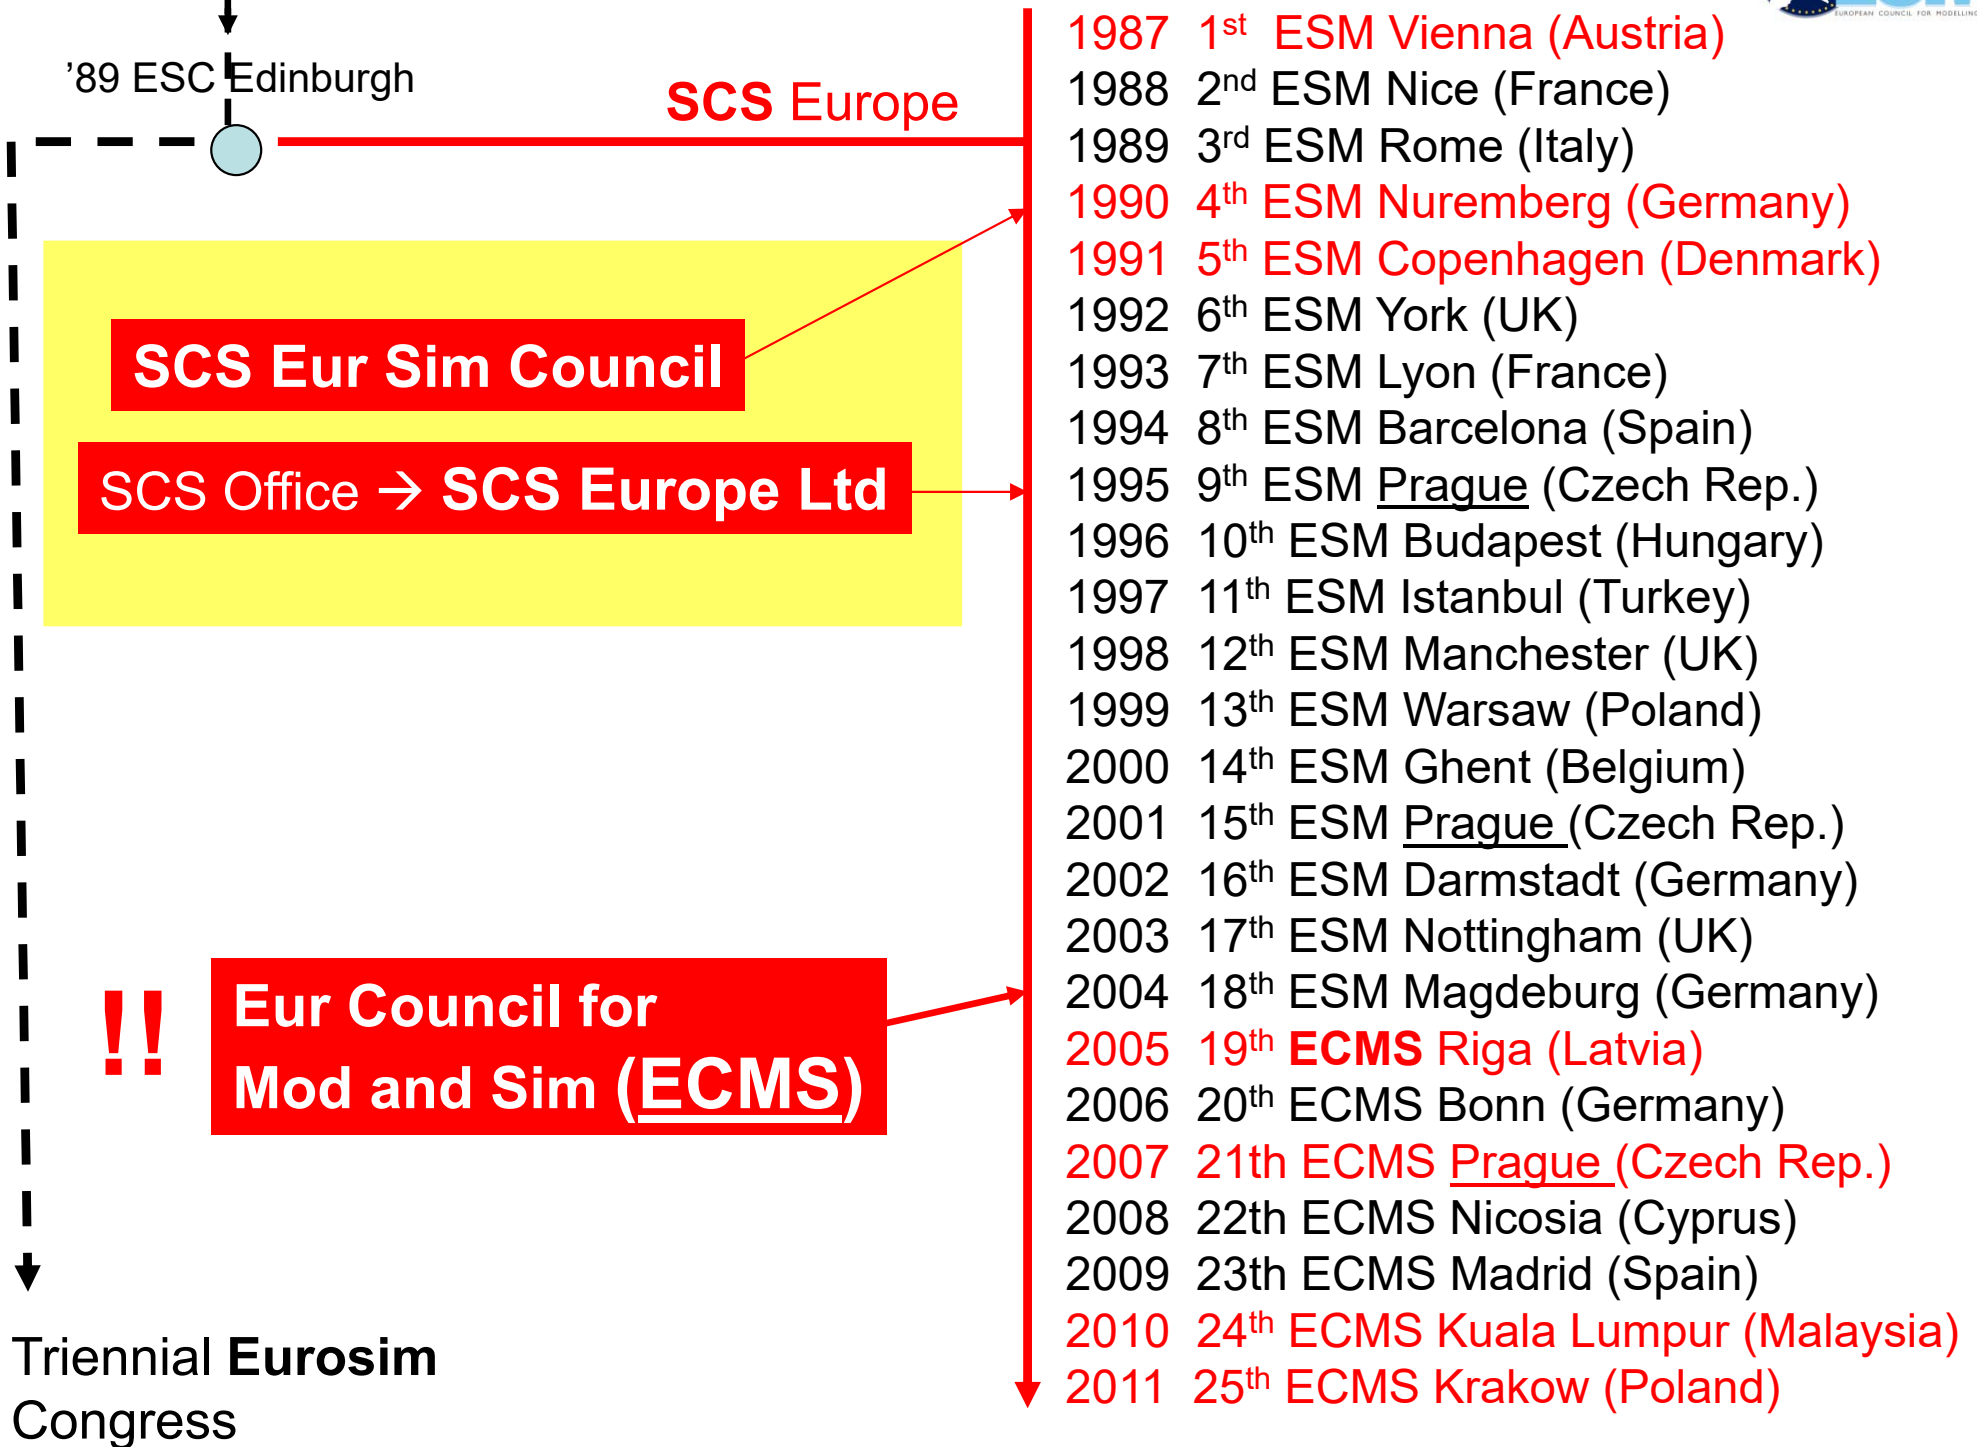 EUROPEAN COUNCIL FOR MODELLING
'89 ESC Edinburgh
SCS Europe
SCS Eur Sim Council
SCS Office → SCS Europe Ltd
!! Eur Council for
Mod and Sim (ECMS)
Triennial Eurosim
Congress
1987 1st ESM Vienna (Austria)
1988 2nd ESM Nice (France)
1989 3rd ESM Rome (Italy)
1990 4th ESM Nuremberg (Germany)
1991 5th ESM Copenhagen (Denmark)
1992 6th ESM York (UK)
1993 7th ESM Lyon (France)
1994 8th ESM Barcelona (Spain)
1995 9th ESM Prague (Czech Rep.)
1996 10th ESM Budapest (Hungary)
1997 11th ESM Istanbul (Turkey)
1998 12th ESM Manchester (UK)
1999 13th ESM Warsaw (Poland)
2000 14th ESM Ghent (Belgium)
2001 15th ESM Prague (Czech Rep.)
2002 16th ESM Darmstadt (Germany)
2003 17th ESM Nottingham (UK)
2004 18th ESM Magdeburg (Germany)
2005 19th ECMS Riga (Latvia)
2006 20th ECMS Bonn (Germany)
2007 21th ECMS Prague (Czech Rep.)
2008 22th ECMS Nicosia (Cyprus)
2009 23th ECMS Madrid (Spain)
2010 24th ECMS Kuala Lumpur (Malaysia)
2011 25th ECMS Krakow (Poland)